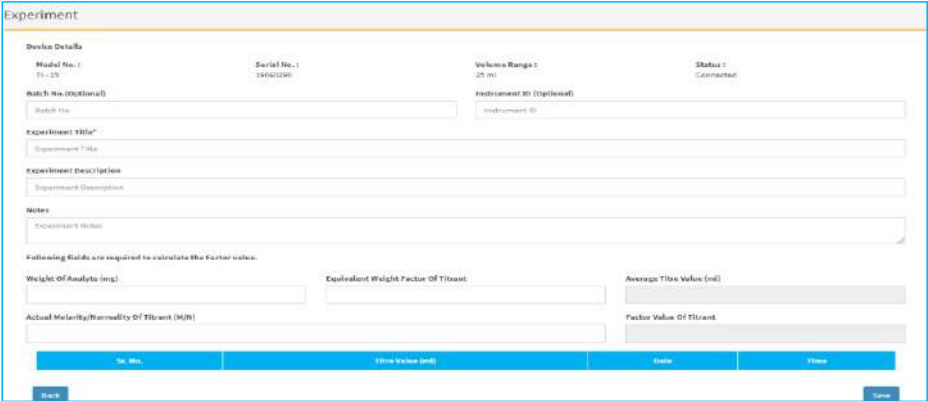 Experiment
Device Details
Model No. : Serial No. : Volume Range : Status :
TI - 25 19060290 25 ml Connected
Batch No.(Optional) Instrument ID (Optional)
Batch No Instrument ID
Experiment Title*
Experiment Title
Experiment Description
Experiment Description
Notes
Experiment Notes
Following fields are required to calculate the factor value.
Weight Of Analyte (mg) Equivalent Weight Factor Of Titrant Average Titre Value (ml)
Actual Molarity/Normality Of Titrant (M/N) Factor Value Of Titrant
Sr. No. Titre Value (ml) Date Time
Back Save